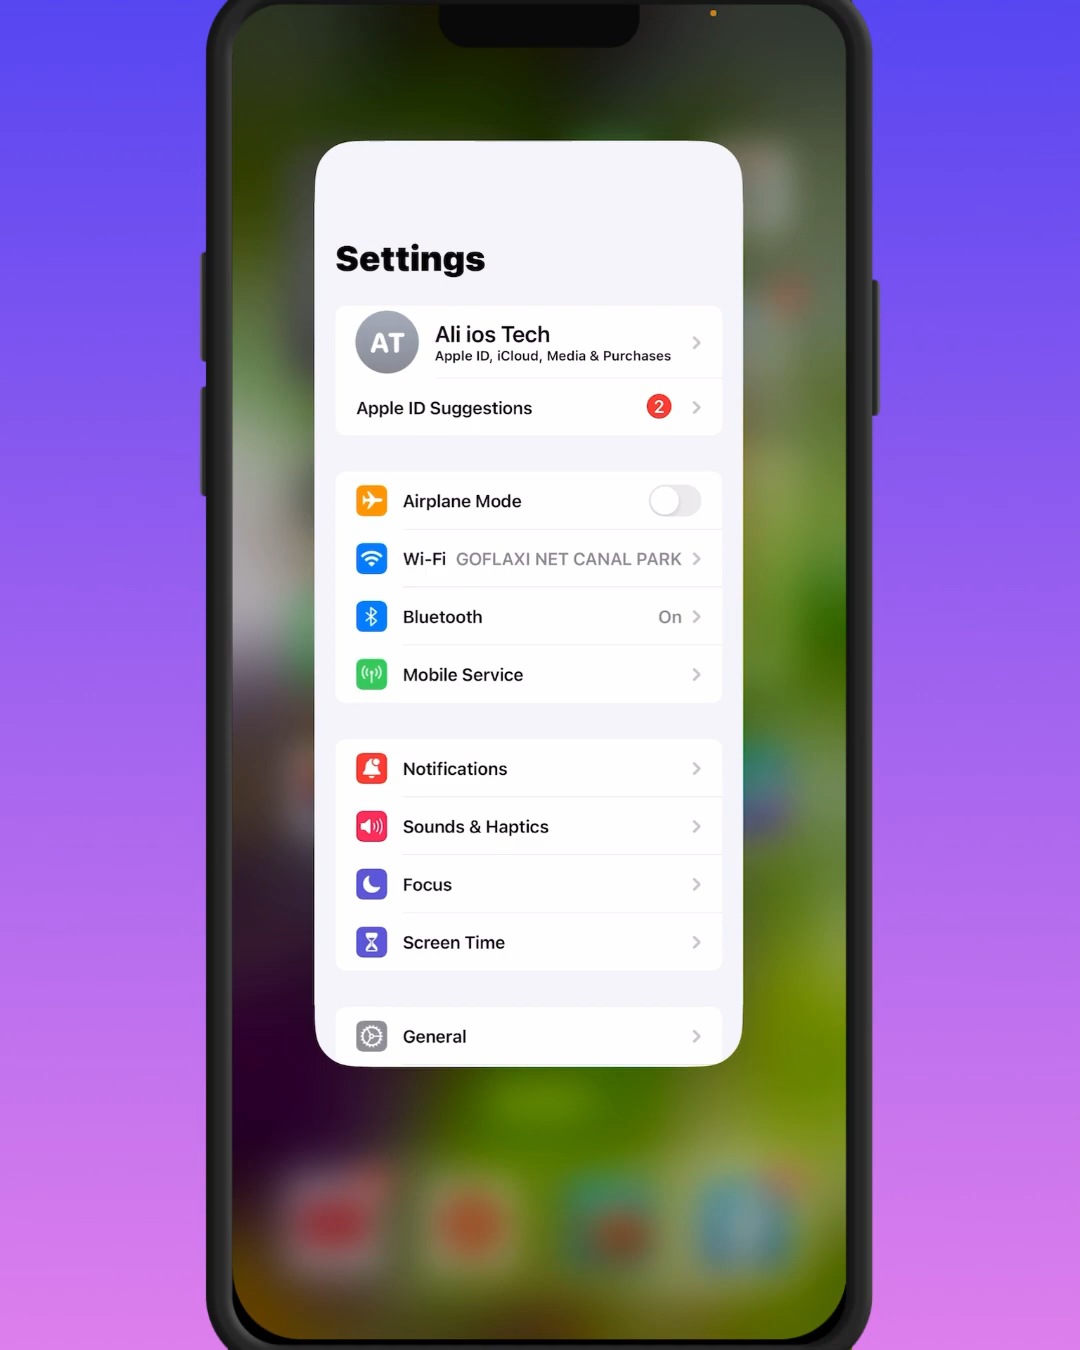 Settings
AT
Ali ios Tech
Apple ID, iCloud, Media & Purchases
Apple ID Suggestions 2
Airplane Mode
Wi-Fi GOFLAXI NET CANAL PARK
Bluetooth On
Mobile Service
Notifications
Sounds & Haptics
Focus
Screen Time
General